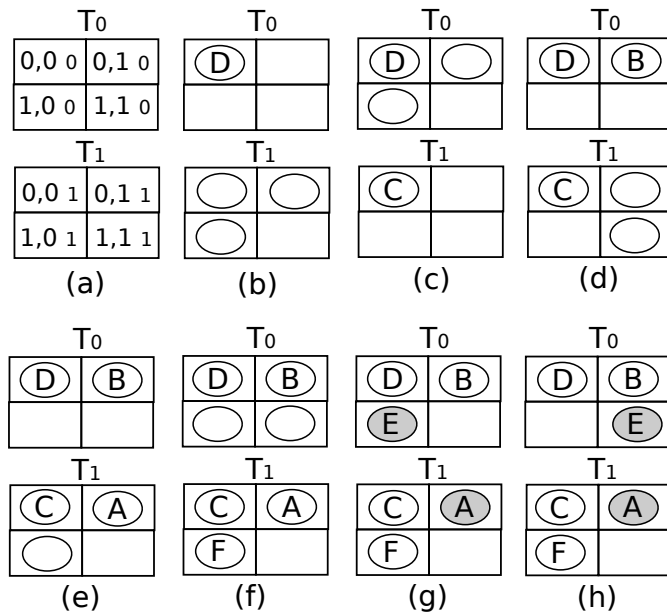 T0 T0 T0 T0
0,0 0 0,1 0 D D D B
1,0 0 1,1 0
T1 T1 T1 T1
0,0 1 0,1 1 C C
1,0 1 1,1 1
(a) (b) (c) (d)
T0 T0 T0 T0
D B D B D B D B
E E
T1 T1 T1 T1
C A C A C A C A
F F F
(e) (f) (g) (h)